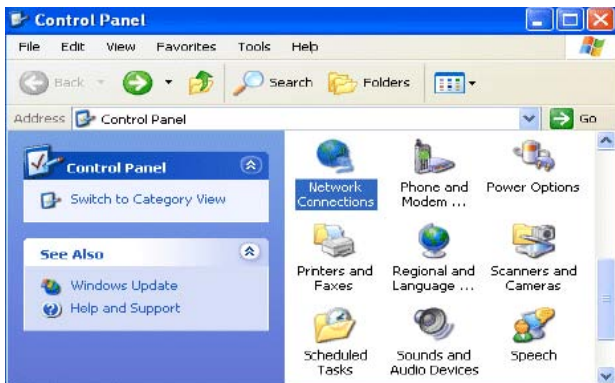 Control Panel
File Edit View Favorites Tools Help
Back Search Folders
Address Control Panel Go
Control Panel
Switch to Category View
See Also
Windows Update
Help and Support
Network Connections
Phone and Modem ...
Power Options
Printers and Faxes
Regional and Language ...
Scanners and Cameras
Scheduled Tasks
Sounds and Audio Devices
Speech